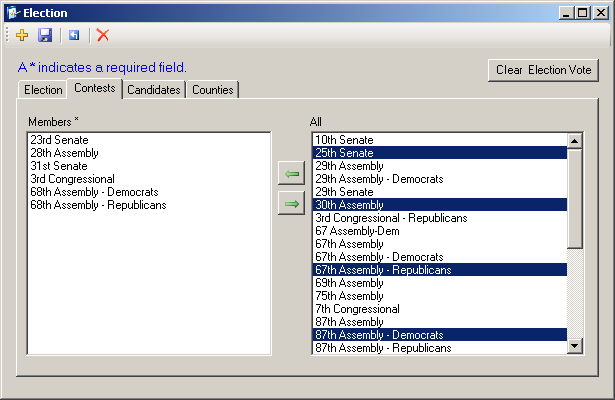 Election
A * indicates a required field.
Clear Election Vote
Election
Contests
Candidates
Counties
Members *
23rd Senate
28th Assembly
31st Senate
3rd Congressional
68th Assembly - Democrats
68th Assembly - Republicans
All
10th Senate
25th Senate
29th Assembly
29th Assembly - Democrats
29th Senate
30th Assembly
3rd Congressional - Republicans
67 Assembly-Dem
67th Assembly
67th Assembly - Democrats
67th Assembly - Republicans
69th Assembly
75th Assembly
7th Congressional
87th Assembly
87th Assembly - Democrats
87th Assembly - Republicans